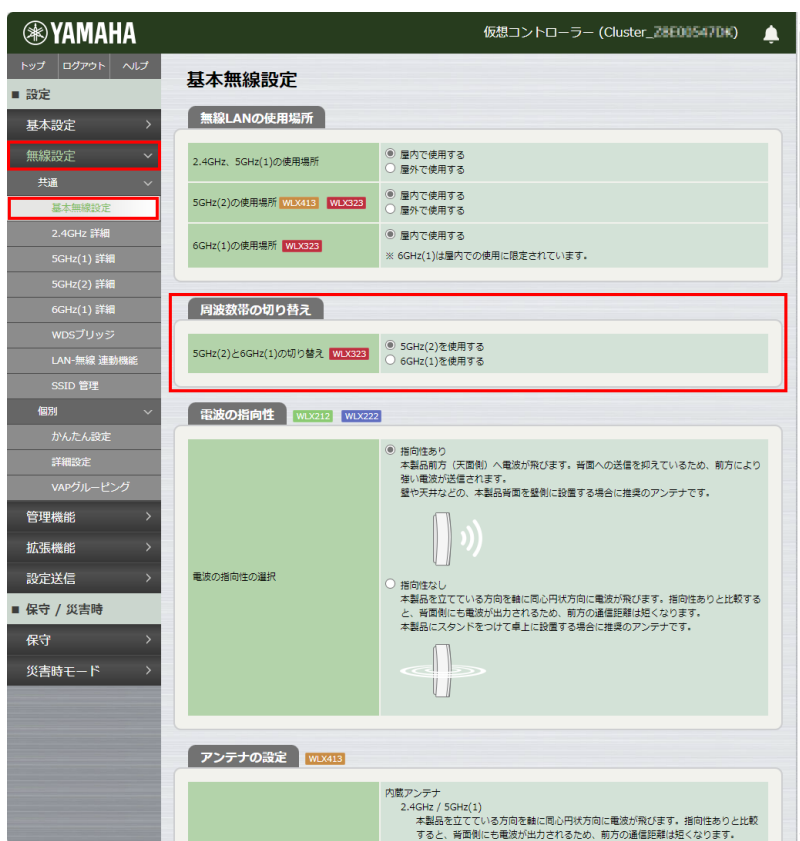 YAMAHA
仮想コントローラー (Cluster_
トップ ログアウト ヘルプ
■ 設定
基本設定
無線設定
共通
基本無線設定
2.4GHz 詳細
5GHz(1) 詳細
5GHz(2) 詳細
6GHz(1) 詳細
WDSブリッジ
LAN-無線 連動機能
SSID 管理
個別
かんたん設定
詳細設定
VAPグルーピング
管理機能
拡張機能
設定送信
■ 保守 / 災害時
保守
災害時モード
基本無線設定
無線LANの使用場所
2.4GHz、5GHz(1)の使用場所
屋内で使用する
屋外で使用する
5GHz(2)の使用場所 WLX413 WLX323
屋内で使用する
屋外で使用する
6GHz(1)の使用場所 WLX323
屋内で使用する
※ 6GHz(1)は屋内での使用に限定されています。
周波数帯の切り替え
5GHz(2)と6GHz(1)の切り替え WLX323
5GHz(2)を使用する
6GHz(1)を使用する
電波の指向性 WLX212 WLX222
電波の指向性の選択
指向性あり
本製品前方（天面側）へ電波が飛びます。背面への送信を抑えているため、前方により
強い電波が送信されます。
壁や天井などの、本製品背面を壁側に設置する場合に推奨のアンテナです。
指向性なし
本製品を立てている方向を軸に同心円状方向に電波が飛びます。指向性ありと比較する
と、背面側にも電波が出力されるため、前方の通信距離は短くなります。
本製品にスタンドをつけて卓上に設置する場合に推奨のアンテナです。
アンテナの設定 WLX413
内蔵アンテナ
2.4GHz / 5GHz(1)
本製品を立てている方向を軸に同心円状方向に電波が飛びます。指向性ありと比較
すると、背面側にも電波が出力されるため、前方の通信距離は短くなります。